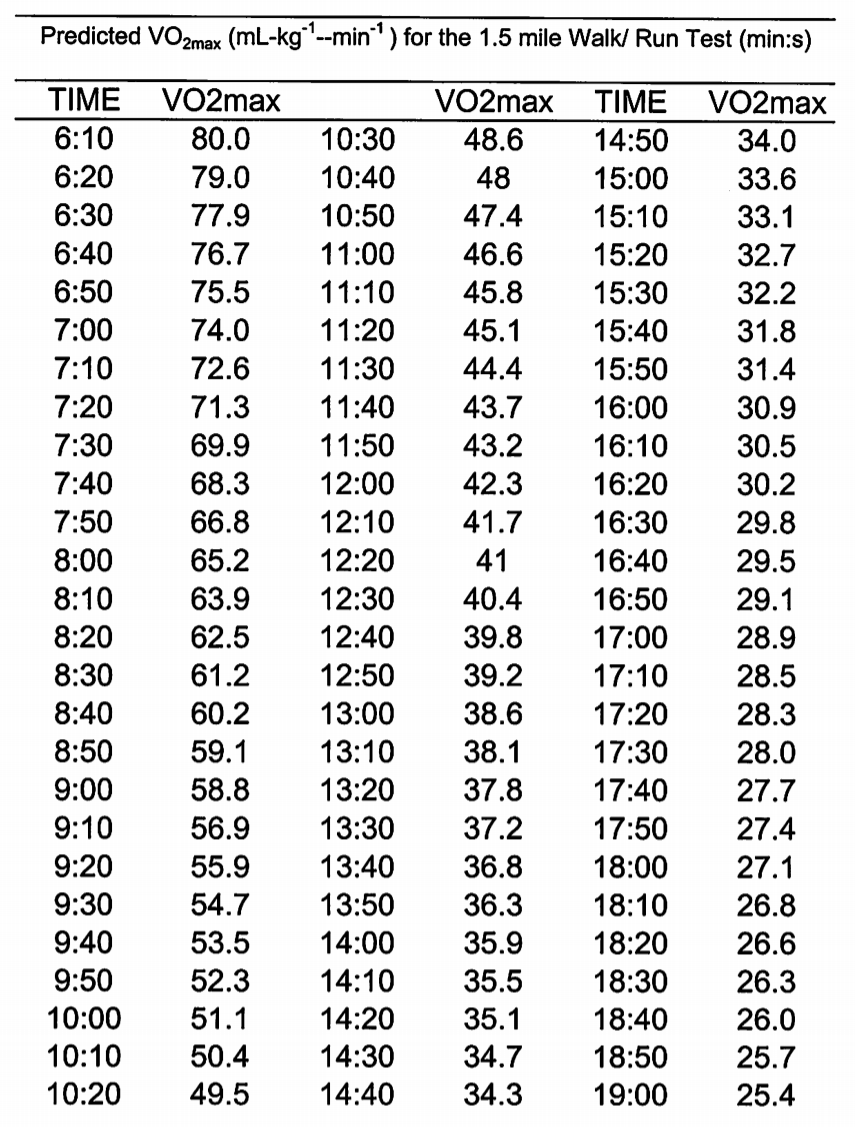 Predicted VO2max (mL-kg-1--min-1 ) for the 1.5 mile Walk/ Run Test (min:s)
TIME VO2max VO2max TIME VO2max
6:10 80.0 10:30 48.6 14:50 34.0
6:20 79.0 10:40 48 15:00 33.6
6:30 77.9 10:50 47.4 15:10 33.1
6:40 76.7 11:00 46.6 15:20 32.7
6:50 75.5 11:10 45.8 15:30 32.2
7:00 74.0 11:20 45.1 15:40 31.8
7:10 72.6 11:30 44.4 15:50 31.4
7:20 71.3 11:40 43.7 16:00 30.9
7:30 69.9 11:50 43.2 16:10 30.5
7:40 68.3 12:00 42.3 16:20 30.2
7:50 66.8 12:10 41.7 16:30 29.8
8:00 65.2 12:20 41 16:40 29.5
8:10 63.9 12:30 40.4 16:50 29.1
8:20 62.5 12:40 39.8 17:00 28.9
8:30 61.2 12:50 39.2 17:10 28.5
8:40 60.2 13:00 38.6 17:20 28.3
8:50 59.1 13:10 38.1 17:30 28.0
9:00 58.8 13:20 37.8 17:40 27.7
9:10 56.9 13:30 37.2 17:50 27.4
9:20 55.9 13:40 36.8 18:00 27.1
9:30 54.7 13:50 36.3 18:10 26.8
9:40 53.5 14:00 35.9 18:20 26.6
9:50 52.3 14:10 35.5 18:30 26.3
10:00 51.1 14:20 35.1 18:40 26.0
10:10 50.4 14:30 34.7 18:50 25.7
10:20 49.5 14:40 34.3 19:00 25.4